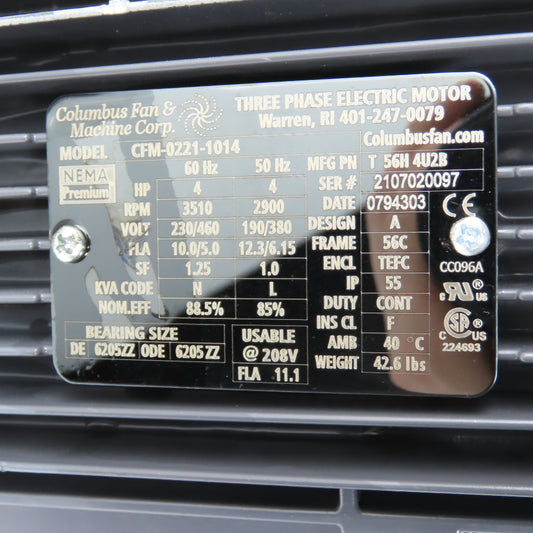 Columbus Fan & Machine Corp.
THREE PHASE ELECTRIC MOTOR
Warren, RI 401-247-0079
Columbusfan.com
MODEL CFM-0221-1014
NEMA Premium
60 Hz 50 Hz
HP 4 4
RPM 3510 2900
VOLT 230/460 190/380
FLA 10.0/5.0 12.3/6.15
SF 1.25 1.0
KVA CODE N L
NOM.EFF 88.5% 85%
BEARING SIZE
DE 6205ZZ ODE 6205ZZ
USABLE
@ 208V
FLA 11.1
MFG PN T 56H 4U2B
SER # 2107020097
DATE 0794303
DESIGN A
FRAME 56C
ENCL TEFC
IP 55
DUTY CONT
INS CL F
AMB 40 °C
WEIGHT 42.6 lbs
CE
CC096A
c RU US
C SA US
224693